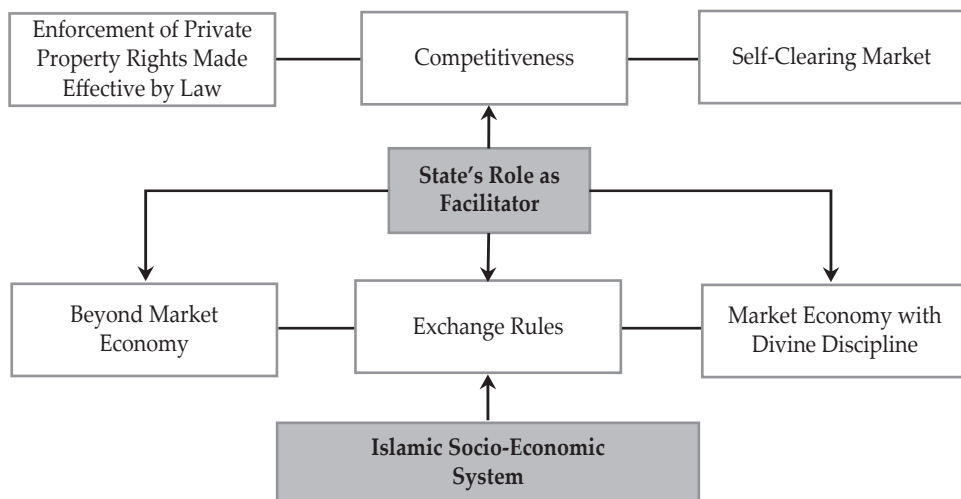 Enforcement of Private
Property Rights Made
Effective by Law
Competitiveness
Self-Clearing Market
State’s Role as
Facilitator
Beyond Market
Economy
Exchange Rules
Market Economy with
Divine Discipline
Islamic Socio-Economic
System